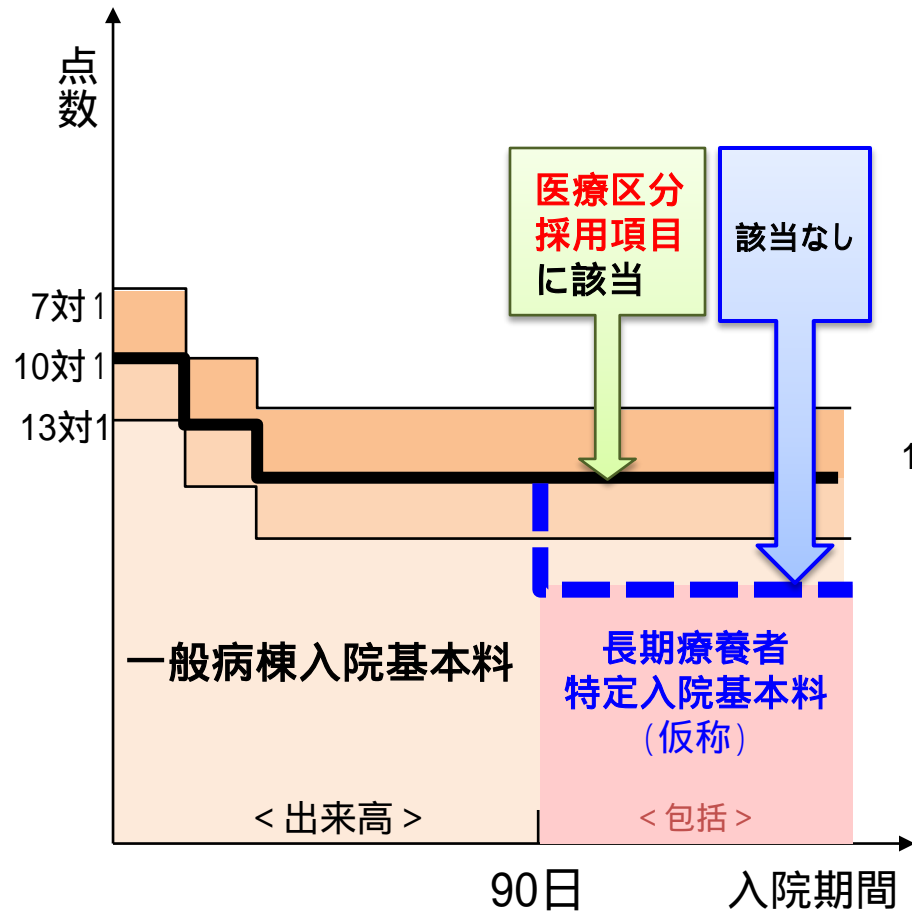 点
数
医療区分
採用項目
に該当
該当なし
7対1
10対1
13対1
1
一般病棟入院基本料
長期療養者
特定入院基本料
(仮称)
<出来高>
<包括>
90日
入院期間